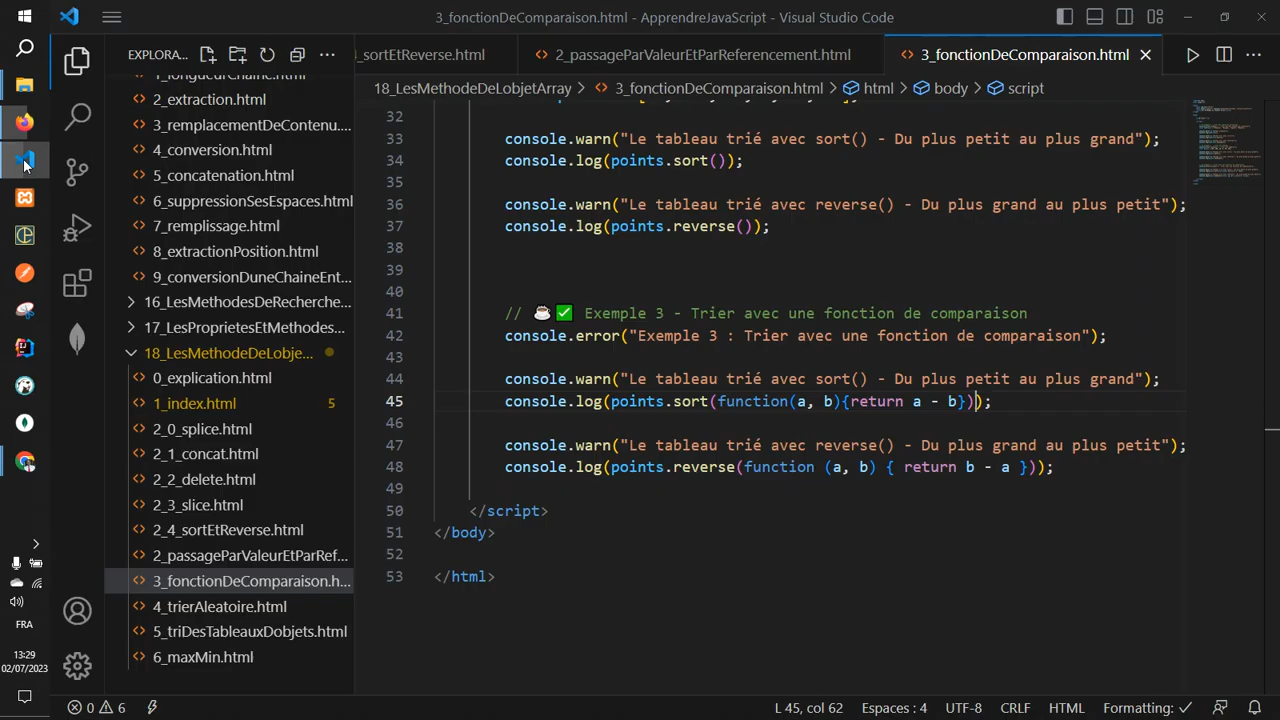 3_fonctionDeComparaison.html - ApprendreJavaScript - Visual Studio Code
EXPLORA...
_sortEtReverse.html
2_passageParValeurEtParReferencement.html
3_fonctionDeComparaison.html
18_LesMethodeDeLobjetArray > 3_fonctionDeComparaison.html > html > body > script
1_longueurChaine.html
2_extraction.html
3_remplacementDeContenu....
4_conversion.html
5_concatenation.html
6_suppressionSesEspaces.html
7_remplissage.html
8_extractionPosition.html
9_conversionDuneChaineEnt...
16_LesMethodesDeRecherche...
17_LesProprietesEtMethodes...
18_LesMethodeDeLobje...
0_explication.html
1_index.html 5
2_0_splice.html
2_1_concat.html
2_2_delete.html
2_3_slice.html
2_4_sortEtReverse.html
2_passageParValeurEtParRef...
3_fonctionDeComparaison.h...
4_trierAleatoire.html
5_triDesTableauxDobjets.html
6_maxMin.html
32
33 console.warn("Le tableau trié avec sort() - Du plus petit au plus grand");
34 console.log(points.sort());
35
36 console.warn("Le tableau trié avec reverse() - Du plus grand au plus petit");
37 console.log(points.reverse());
38
39
40
41 // ☕✅ Exemple 3 - Trier avec une fonction de comparaison
42 console.error("Exemple 3 : Trier avec une fonction de comparaison");
43
44 console.warn("Le tableau trié avec sort() - Du plus petit au plus grand");
45 console.log(points.sort(function(a, b){return a - b}));
46
47 console.warn("Le tableau trié avec reverse() - Du plus grand au plus petit");
48 console.log(points.reverse(function (a, b) { return b - a }));
49
50 </script>
51 </body>
52
53 </html>
FRA
13:29
02/07/2023
0 6
L 45, col 62
Espaces : 4
UTF-8
CRLF
HTML
Formatting: ✓